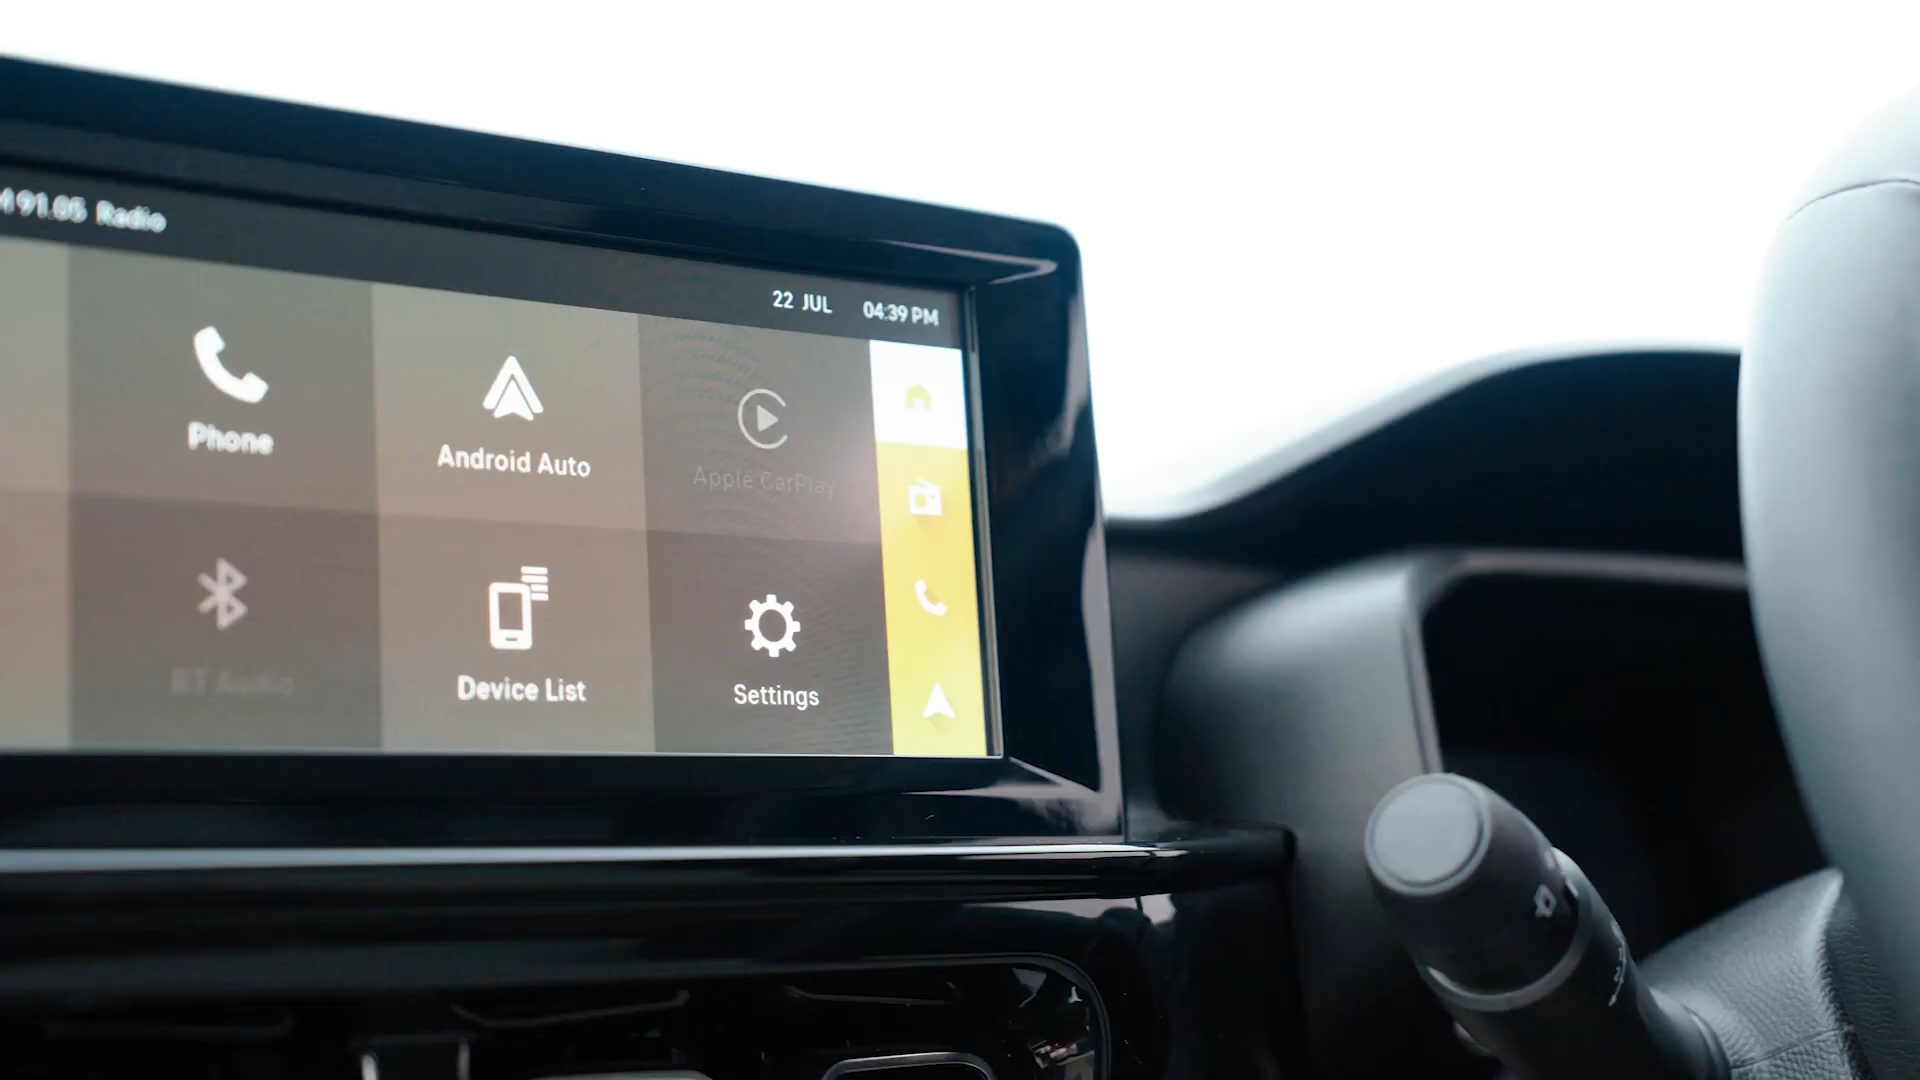 91.05 Radio
22 JUL 04:39 PM
Phone
Android Auto
Apple CarPlay
BT Audio
Device List
Settings